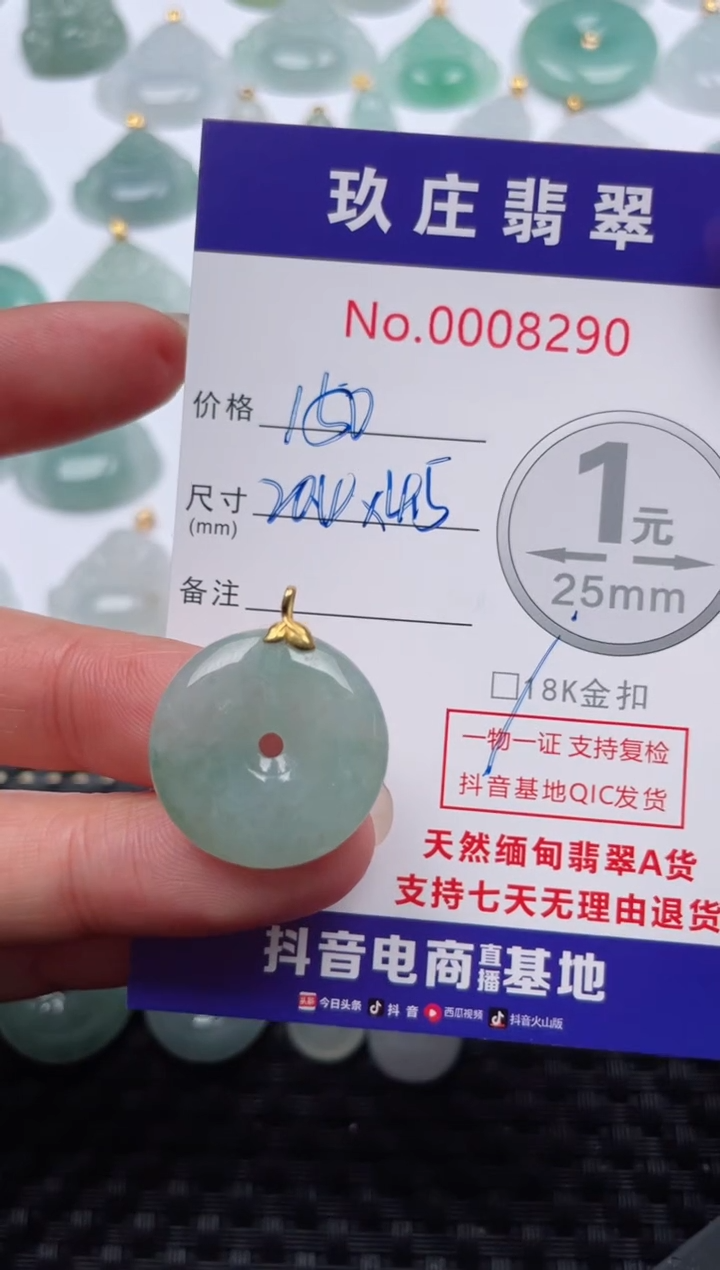 玖庄翡翠
No.0008290
价格 150
尺寸
(mm)
备注
1元
25mm
18K金扣
一物一证 支持复检
抖音基地QIC发货
天然缅甸翡翠A货
支持七天无理由退货
抖音电商直播基地
头条 今日头条 抖音 西瓜视频 抖音火山版